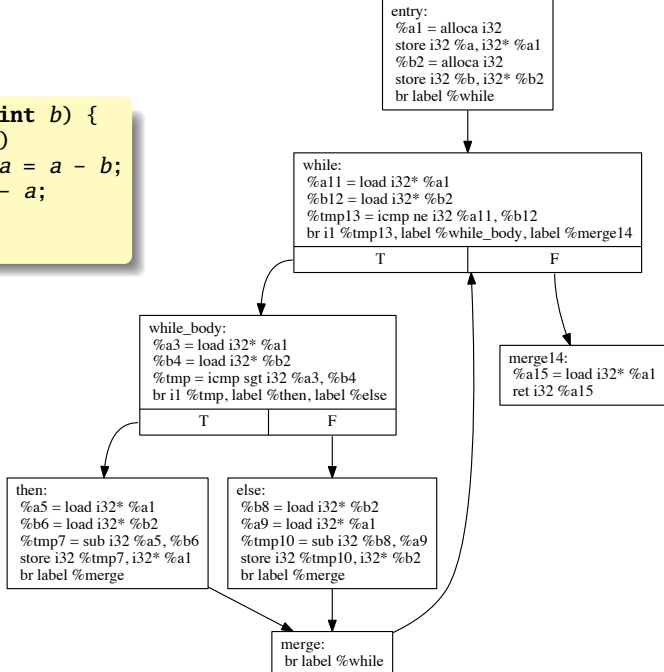 entry:
%a1 = alloca i32
store i32 %a, i32* %a1
%b2 = alloca i32
store i32 %b, i32* %b2
br label %while
int b) {
)
a = a - b;
- a;
while:
%a11 = load i32* %a1
%b12 = load i32* %b2
%tmp13 = icmp ne i32 %a11, %b12
br i1 %tmp13, label %while_body, label %merge14
T F
while_body:
%a3 = load i32* %a1
%b4 = load i32* %b2
%tmp = icmp sgt i32 %a3, %b4
br i1 %tmp, label %then, label %else
T F
merge14:
%a15 = load i32* %a1
ret i32 %a15
then:
%a5 = load i32* %a1
%b6 = load i32* %b2
%tmp7 = sub i32 %a5, %b6
store i32 %tmp7, i32* %a1
br label %merge
else:
%b8 = load i32* %b2
%a9 = load i32* %a1
%tmp10 = sub i32 %b8, %a9
store i32 %tmp10, i32* %b2
br label %merge
merge:
br label %while